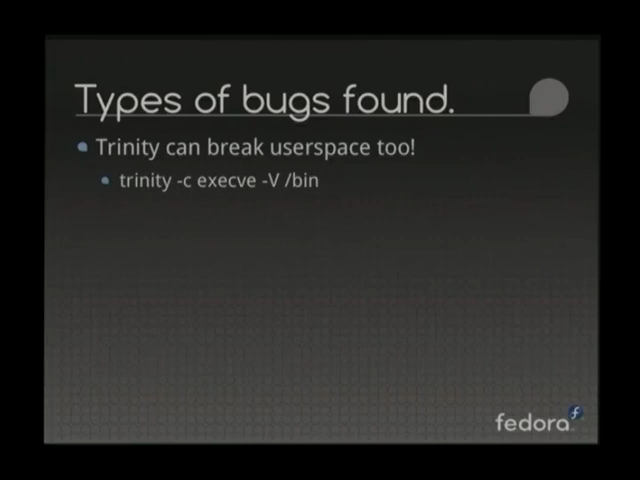 Types of bugs found.
Trinity can break userspace too!
trinity -c execve -V /bin
fedora